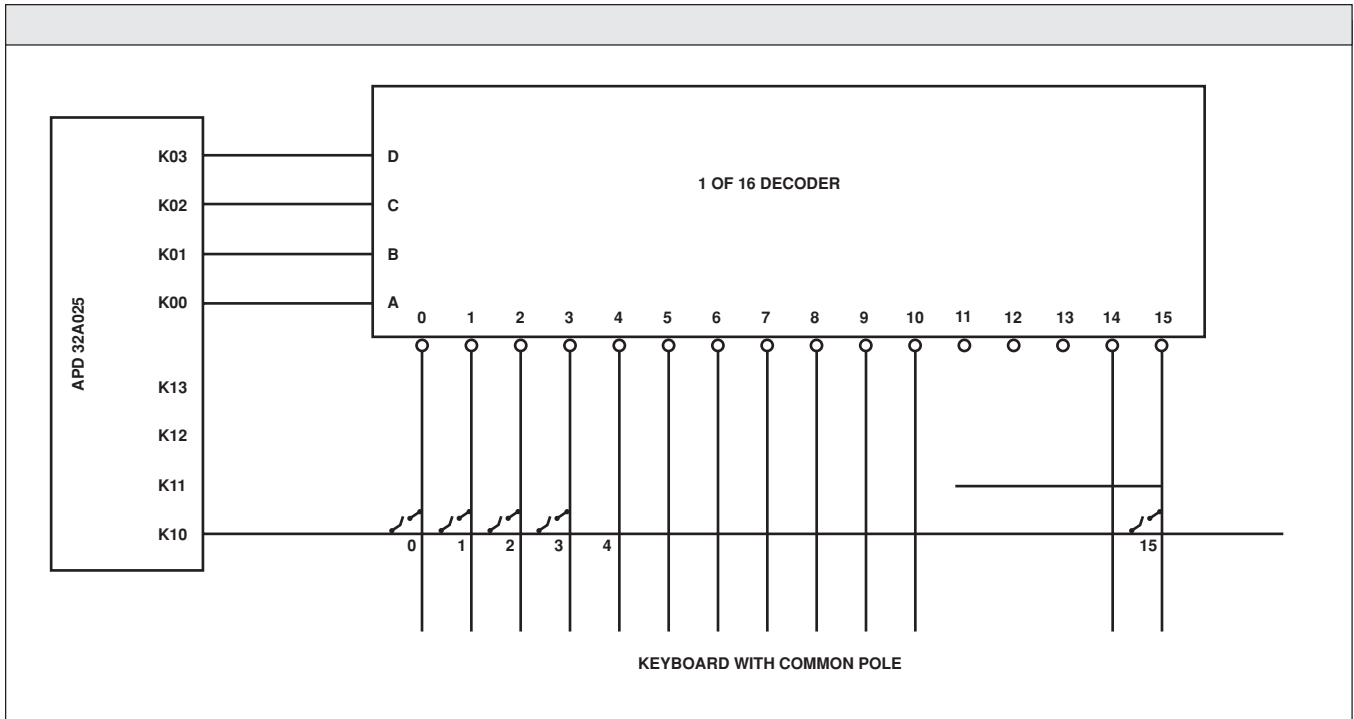 K03
D
1 OF 16 DECODER
K02
C
K01
B
K00
A
0 1 2 3 4 5 6 7 8 9 10 11 12 13 14 15
APD 32A025
K13
K12
K11
K10
0 1 2 3 4 15
KEYBOARD WITH COMMON POLE